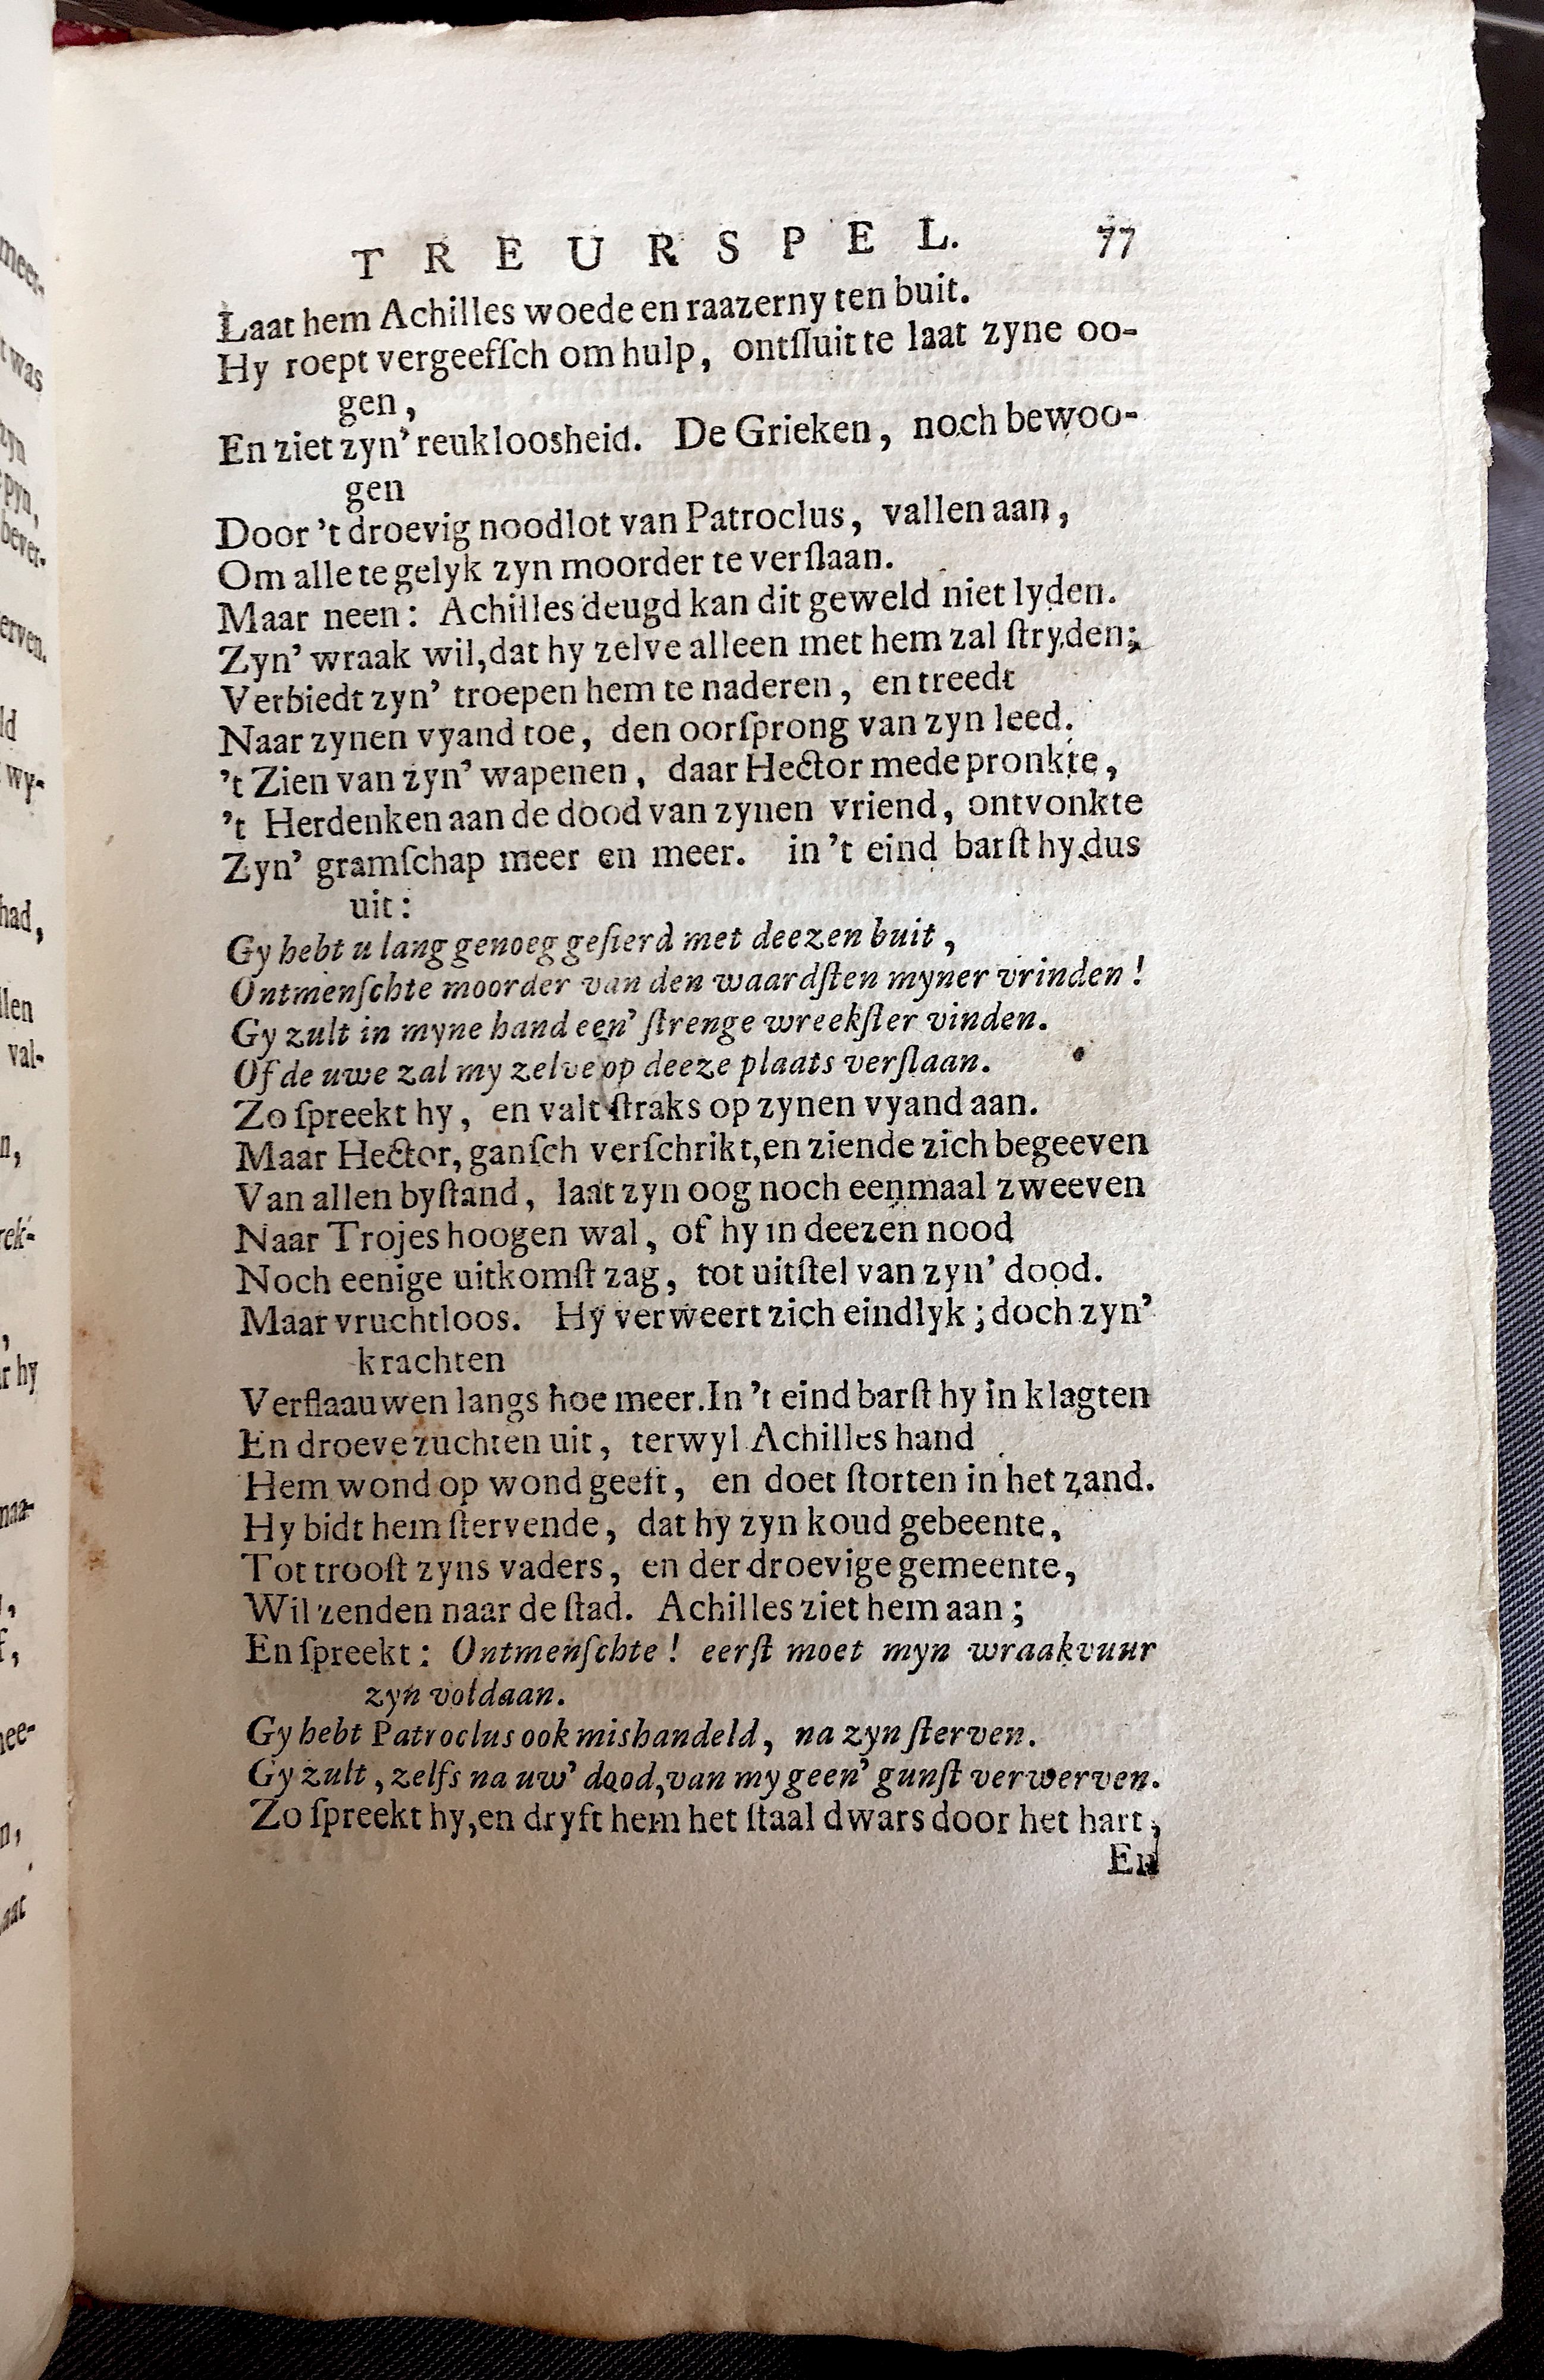 TREURSPEL. 77
Laat hem Achilles woede en raazerny ten buit.
Hy roept vergeefſch om hulp, ontſluit te laat zyne oo-
gen,
En ziet zyn' reukloosheid. De Grieken, noch bewoo-
gen
Door 't droevig noodlot van Patroclus, vallen aan,
Om alle te gelyk zyn moorder te verſlaan.
Maar neen: Achilles deugd kan dit geweld niet lyden.
Zyn' wraak wil, dat hy zelve alleen met hem zal ſtryden;
Verbiedt zyn' troepen hem te naderen, en treedt
Naar zynen vyand toe, den oorſprong van zyn leed.
't Zien van zyn' wapenen, daar Hector mede pronkte,
't Herdenken aan de dood van zynen vriend, ontvonkte
Zyn' gramſchap meer en meer. in 't eind barſt hy dus
uit:
Gy hebt u lang genoeg geſierd met deezen buit,
Ontmenſchte moorder van den waardſten myner vrinden!
Gy zult in myne hand een' ſtrenge wreekſter vinden.
Of de uwe zal my zelve op deeze plaats verſlaan.
Zo ſpreekt hy, en valt ſtraks op zynen vyand aan.
Maar Hector, ganſch verſchrikt, en ziende zich begeeven
Van allen byſtand, laat zyn oog noch eenmaal zweeven
Naar Trojes hoogen wal, of hy in deezen nood
Noch eenige uitkomſt zag, tot uitſtel van zyn' dood.
Maar vruchtloos. Hy verweert zich eindlyk; doch zyn'
krachten
Verflaauwen langs hoe meer. In 't eind barſt hy in klagten
En droeve zuchten uit, terwyl Achilles hand
Hem wond op wond geeft, en doet ſtorten in het zand.
Hy bidt hem ſtervende, dat hy zyn koud gebeente,
Tot trooſt zyns vaders, en der droevige gemeente,
Wil zenden naar de ſtad. Achilles ziet hem aan;
En ſpreekt: Ontmenſchte! eerſt moet myn wraakvuur
zyn voldaan.
Gy hebt Patroclus ook mishandeld, na zyn ſterven.
Gy zult, zelfs na uw' dood, van my geen' gunſt verwerven.
Zo ſpreekt hy, en dryft hem het ſtaal dwars door het hart,
En